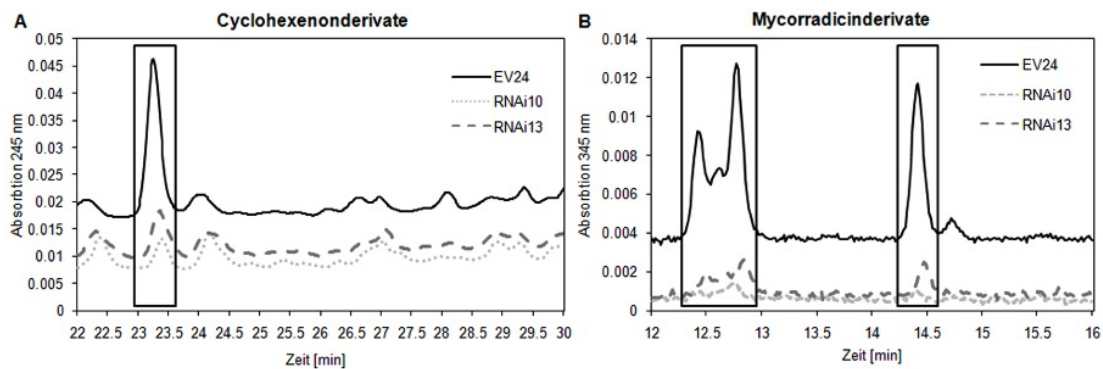 A
Cyclohexenonderivate
Absorbtion 245 nm
0.05
0.045
0.04
0.035
0.03
0.025
0.02
0.015
0.01
0.005
0
EV24
RNAi10
RNAi13
22 22.5 23 23.5 24 24.5 25 25.5 26 26.5 27 27.5 28 28.5 29 29.5 30
Zeit [min]
B
Mycorradicinderivate
Absorbtion 345 nm
0.014
0.012
0.01
0.008
0.006
0.004
0.002
0
EV24
RNAi10
RNAi13
12 12.5 13 13.5 14 14.5 15 15.5 16
Zeit [min]